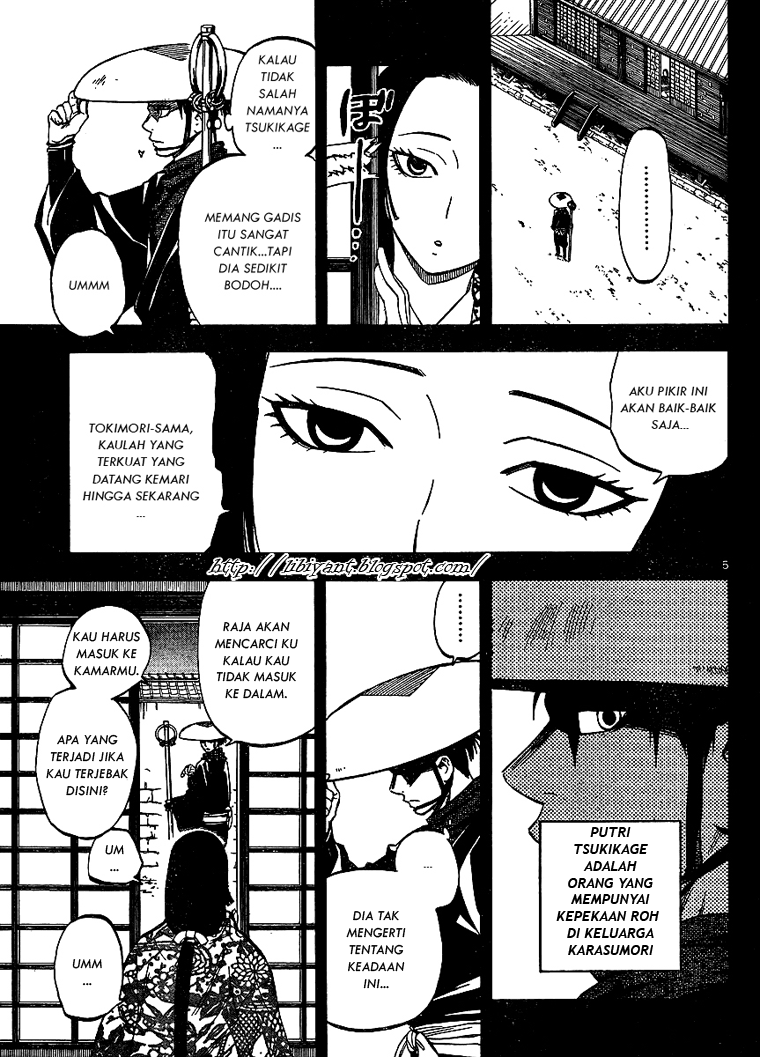 .........
ぼーーー…
KALAU
TIDAK
SALAH
NAMANYA
TSUKIKAGE
...
MEMANG GADIS
ITU SANGAT
CANTIK...TAPI
DIA SEDIKIT
BODOH....
UMMM
AKU PIKIR INI
AKAN BAIK-BAIK
SAJA...
TOKIMORI-SAMA,
KAULAH YANG
TERKUAT YANG
DATANG KEMARI
HINGGA SEKARANG
...
http://libiyant.blogspot.com/
5
PUTRI
TSUKIKAGE
ADALAH
ORANG YANG
MEMPUNYAI
KEPEKAAN ROH
DI KELUARGA
KARASUMORI
......
...
DIA TAK
MENGERTI
TENTANG
KEADAAN
INI...
RAJA AKAN
MENCARCI KU
KALAU KAU
TIDAK MASUK
KE DALAM.
KAU HARUS
MASUK KE
KAMARMU.
APA YANG
TERJADI JIKA
KAU TERJEBAK
DISINI?
UM
...
UMM
...